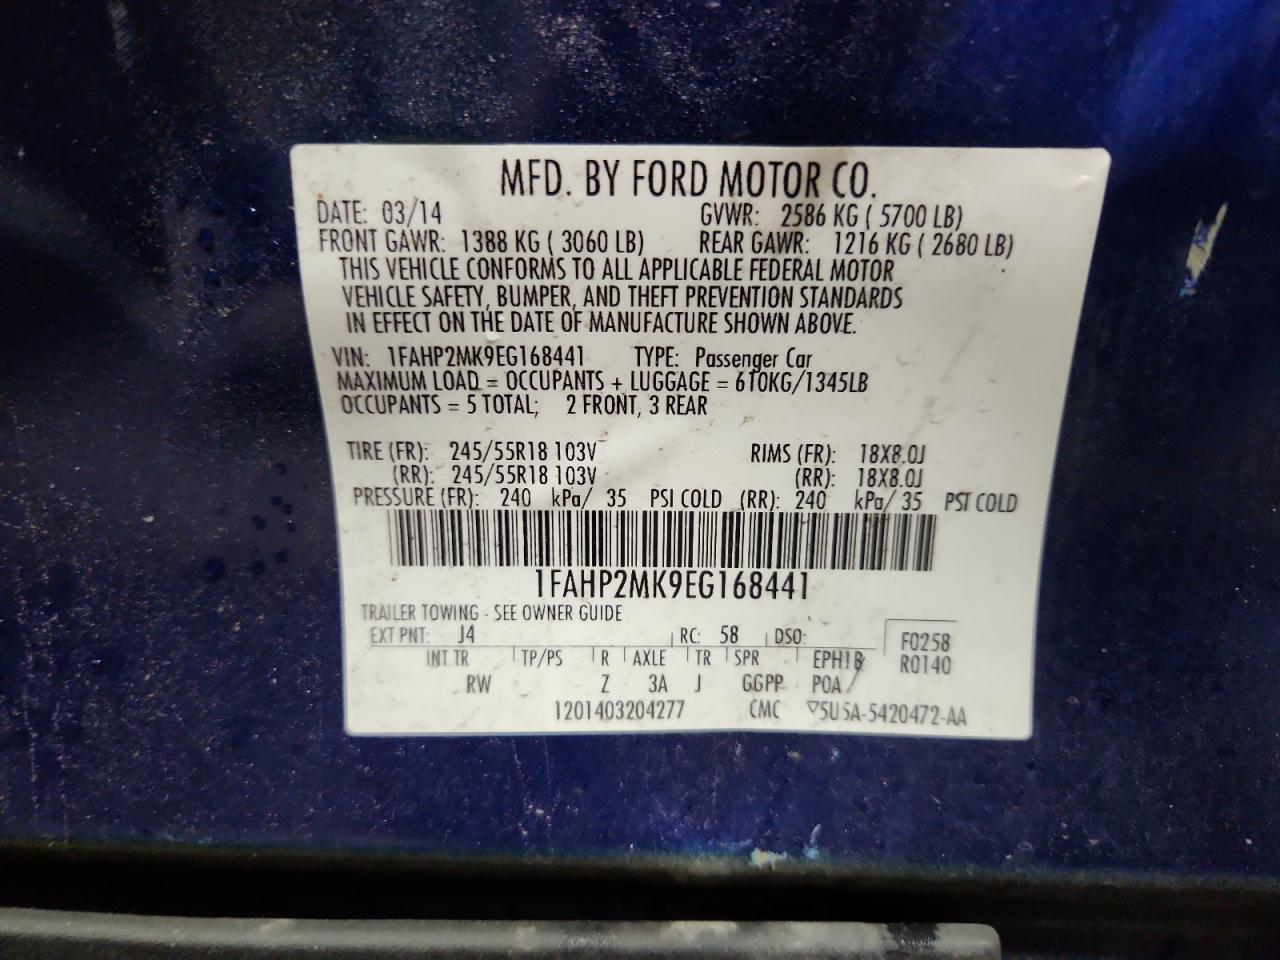 MFD. BY FORD MOTOR CO.
DATE: 03/14 GVWR: 2586 KG ( 5700 LB)
FRONT GAWR: 1388 KG ( 3060 LB) REAR GAWR: 1216 KG ( 2680 LB)
THIS VEHICLE CONFORMS TO ALL APPLICABLE FEDERAL MOTOR
VEHICLE SAFETY, BUMPER, AND THEFT PREVENTION STANDARDS
IN EFFECT ON THE DATE OF MANUFACTURE SHOWN ABOVE.
VIN: 1FAHP2MK9EG168441 TYPE: Passenger Car
MAXIMUM LOAD = OCCUPANTS + LUGGAGE = 610KG/1345LB
OCCUPANTS = 5 TOTAL; 2 FRONT, 3 REAR
TIRE (FR): 245/55R18 103V RIMS (FR): 18X8.0J
(RR): 245/55R18 103V (RR): 18X8.0J
PRESSURE (FR): 240 kPa/ 35 PSI COLD (RR): 240 kPa/ 35 PSI COLD
1FAHP2MK9EG168441
TRAILER TOWING - SEE OWNER GUIDE
EXT PNT: J4 RC: 58 DSO: F0258
INT TR TP/PS R AXLE TR SPR EPH1B R0140
RW Z 3A J GGPP POA
1201403204277 CMC ▽5U5A-5420472-AA